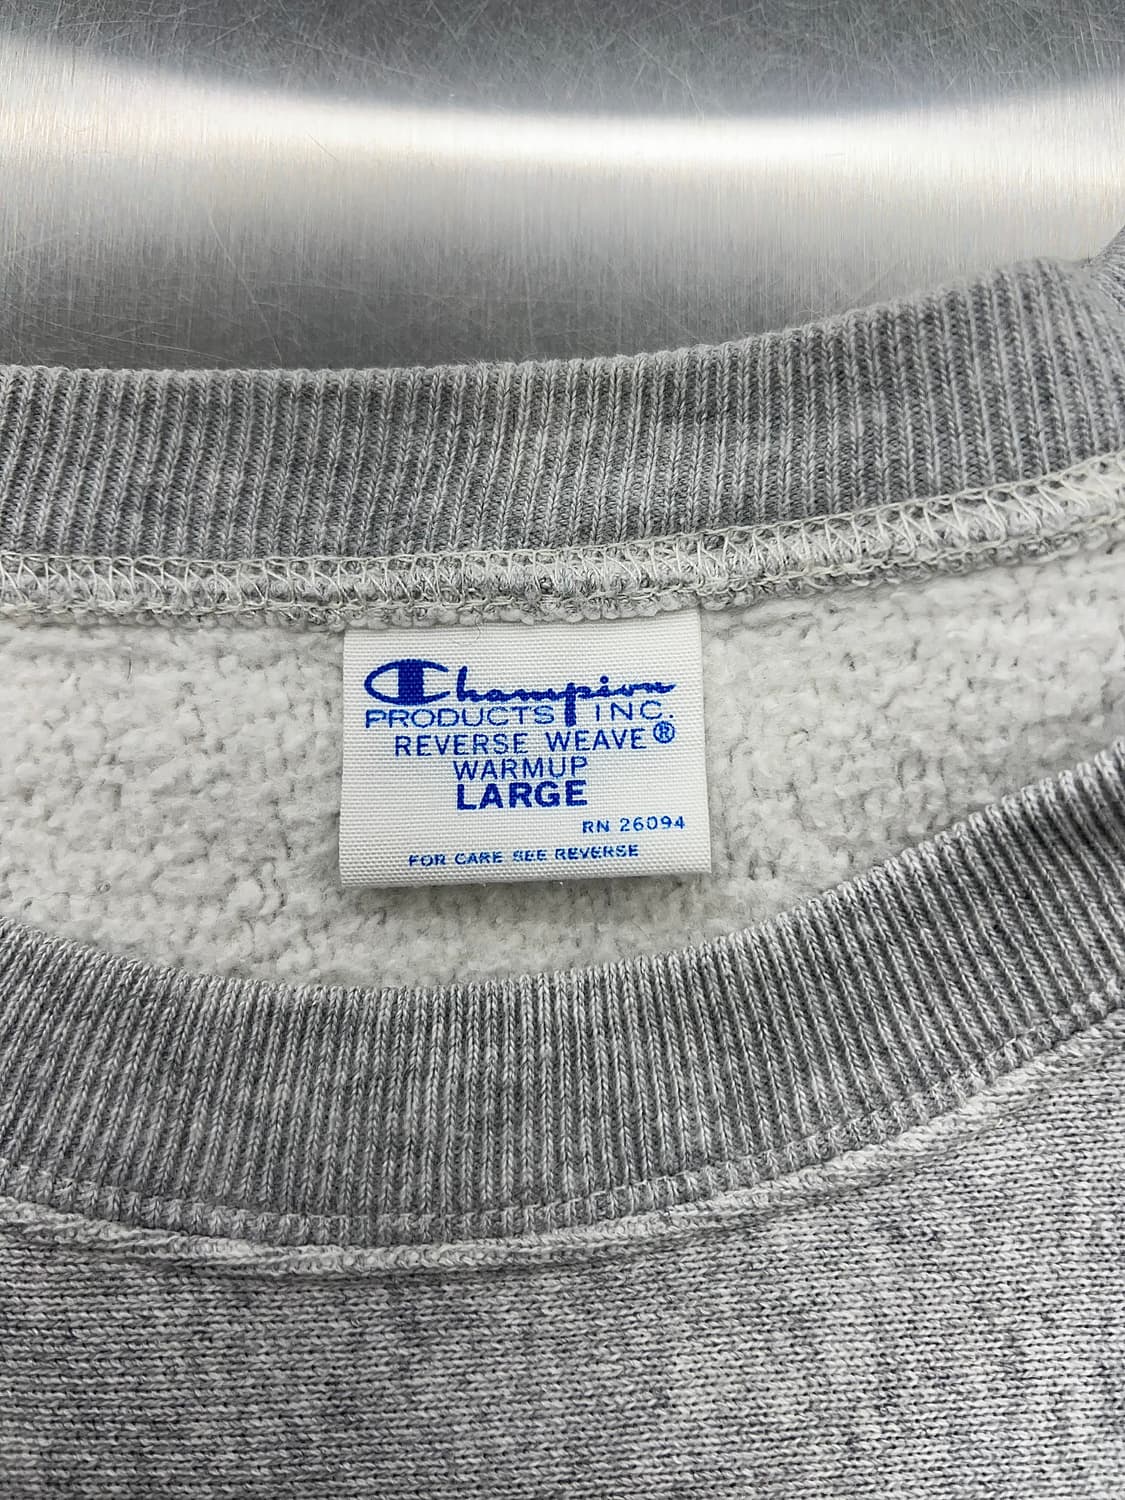 Champion
PRODUCTS INC.
REVERSE WEAVE®
WARMUP
LARGE
RN 26094
FOR CARE SEE REVERSE